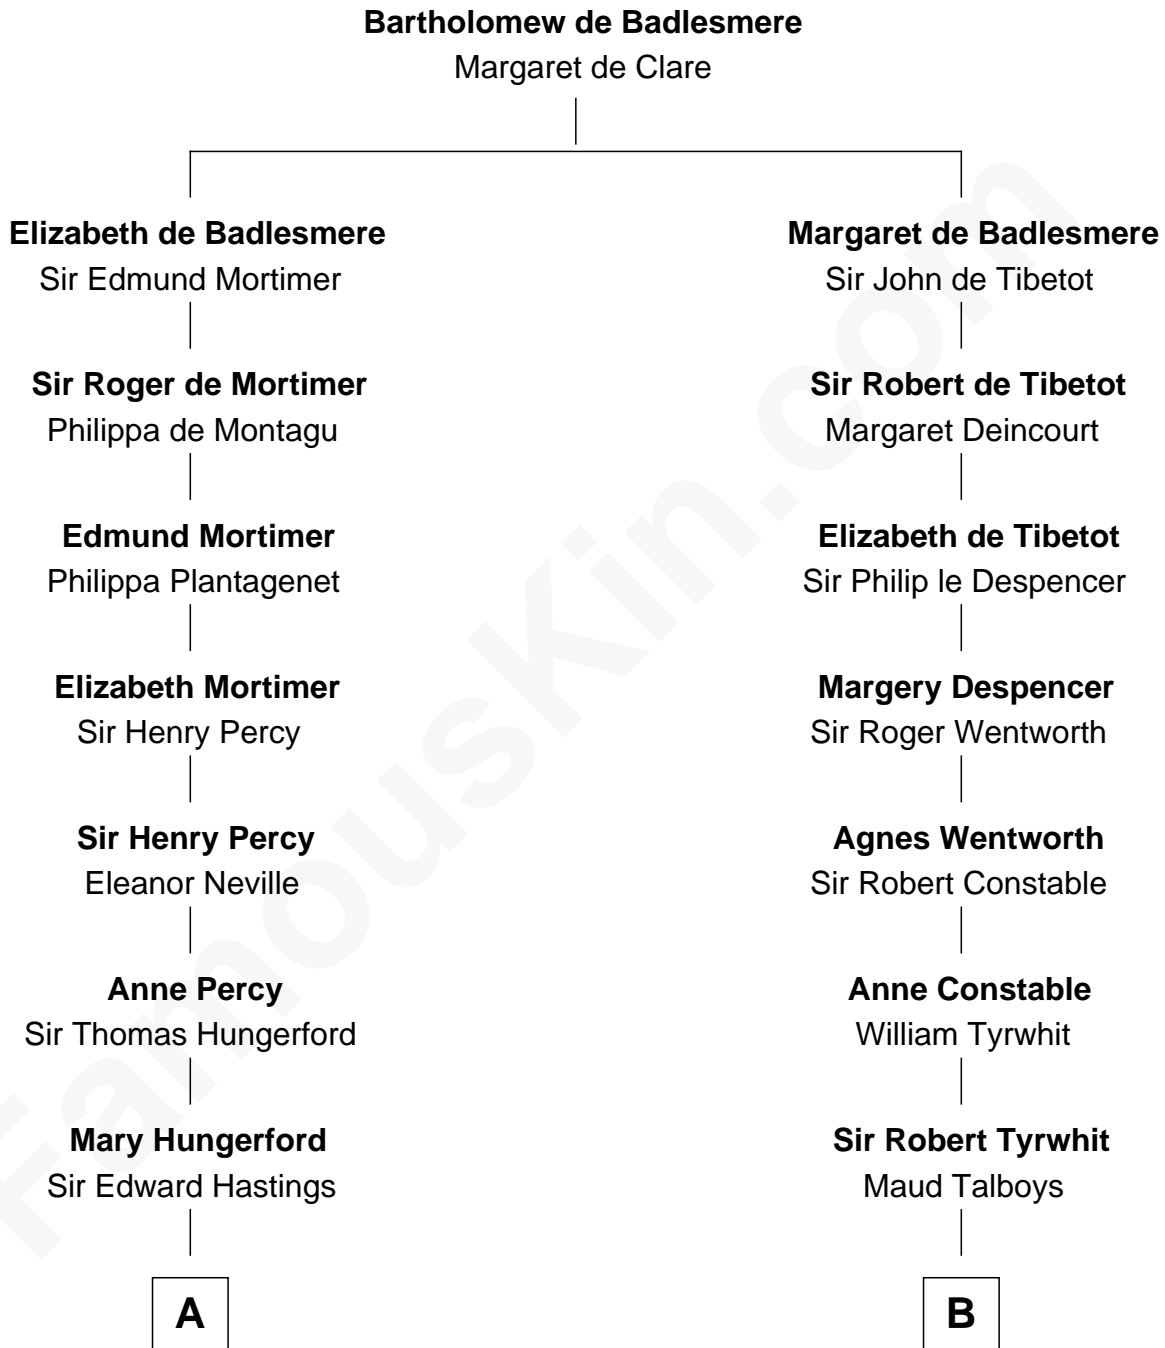 Bartholomew de Badlesmere
Margaret de Clare
Elizabeth de Badlesmere
Sir Edmund Mortimer
Sir Roger de Mortimer
Philippa de Montagu
Edmund Mortimer
Philippa Plantagenet
Elizabeth Mortimer
Sir Henry Percy
Sir Henry Percy
Eleanor Neville
Anne Percy
Sir Thomas Hungerford
Mary Hungerford
Sir Edward Hastings
A
Margaret de Badlesmere
Sir John de Tibetot
Sir Robert de Tibetot
Margaret Deincourt
Elizabeth de Tibetot
Sir Philip le Despencer
Margery Despencer
Sir Roger Wentworth
Agnes Wentworth
Sir Robert Constable
Anne Constable
William Tyrwhit
Sir Robert Tyrwhit
Maud Talboys
B
FamousKin.com